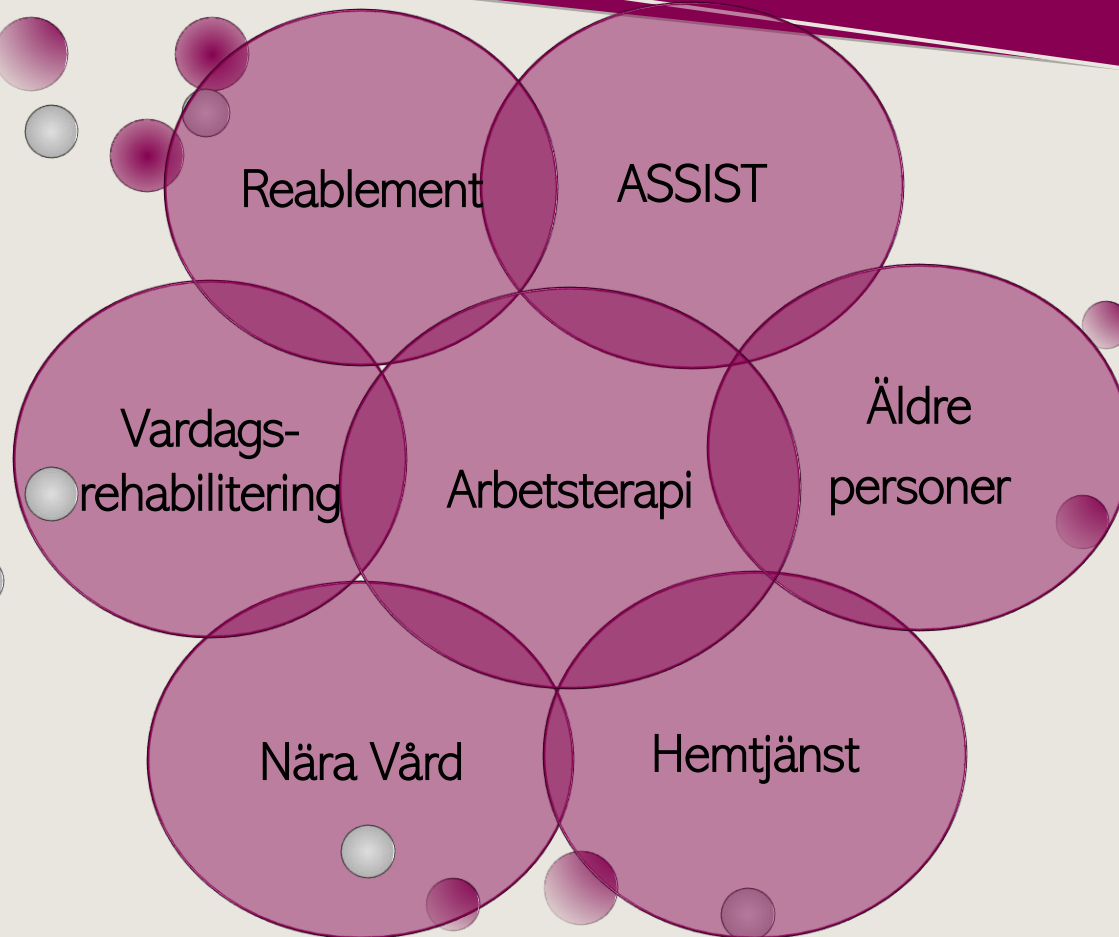 Reablement
ASSIST
Vardags-
rehabilitering
Arbetsterapi
Äldre
personer
Nära Vård
Hemtjänst